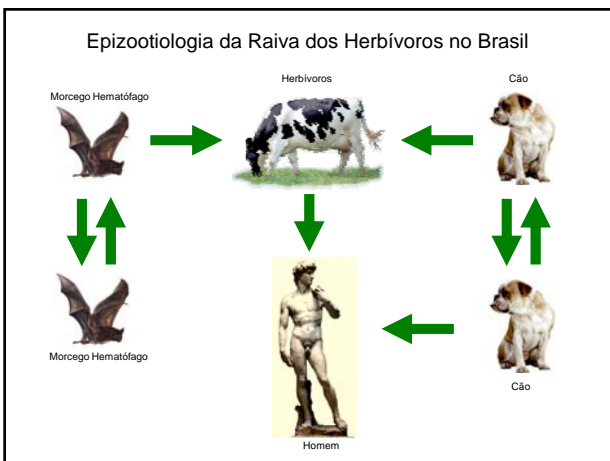 Epizootiologia da Raiva dos Herbívoros no Brasil
Herbívoros
Cão
Morcego Hematófago
Morcego Hematófago
Cão
Homem